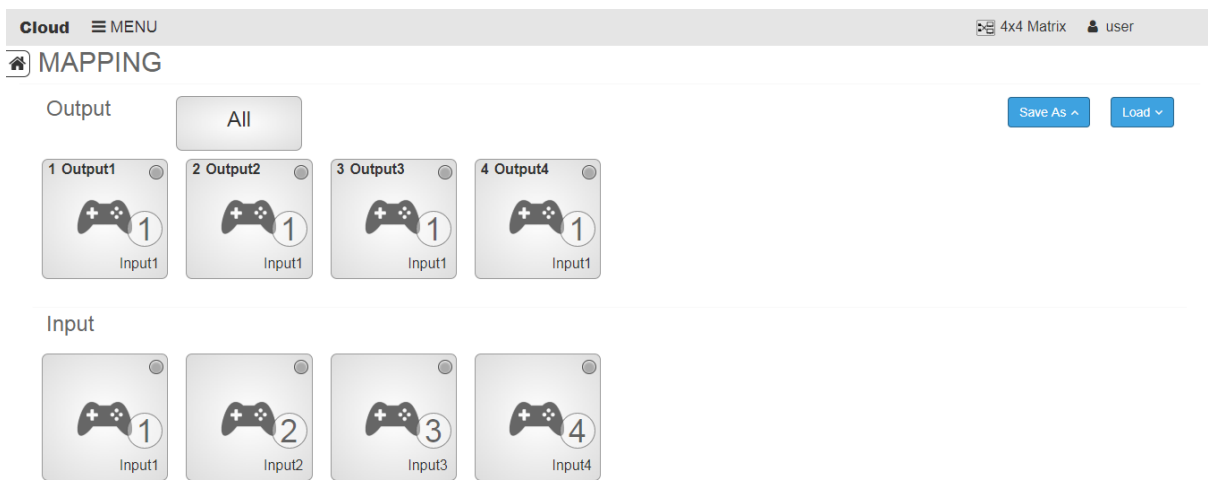 Cloud MENU 4x4 Matrix user
MAPPING
Output All Save As Load
1 Output1 2 Output2 3 Output3 4 Output4
1 1 1 1
Input1 Input1 Input1 Input1
Input
1 2 3 4
Input1 Input2 Input3 Input4